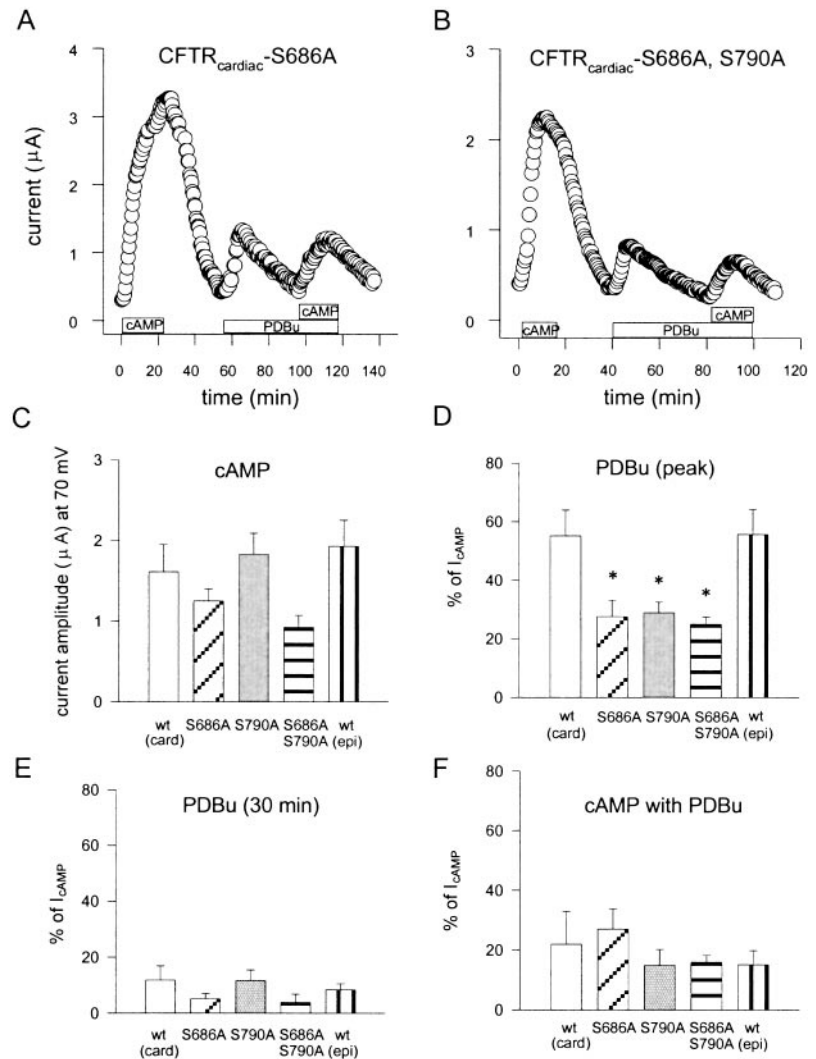 A
B
CFTRcardiac-S686A
CFTRcardiac-S686A, S790A
4
3
2
1
0
current (μA)
cAMP
PDBu
cAMP
0 20 40 60 80 100 120 140
time (min)
3
2
1
0
cAMP
PDBu
cAMP
0 20 40 60 80 100 120
time (min)
C
cAMP
3
2
1
0
current amplitude (μA) at 70 mV
wt (card) S686A S790A S686A S790A wt (epi)
D
PDBu (peak)
80
60
40
20
0
% of IcAMP
* * *
wt (card) S686A S790A S686A S790A wt (epi)
E
PDBu (30 min)
80
60
40
20
0
% of IcAMP
wt (card) S686A S790A S686A S790A wt (epi)
F
cAMP with PDBu
80
60
40
20
0
% of IcAMP
wt (card) S686A S790A S686A S790A wt (epi)